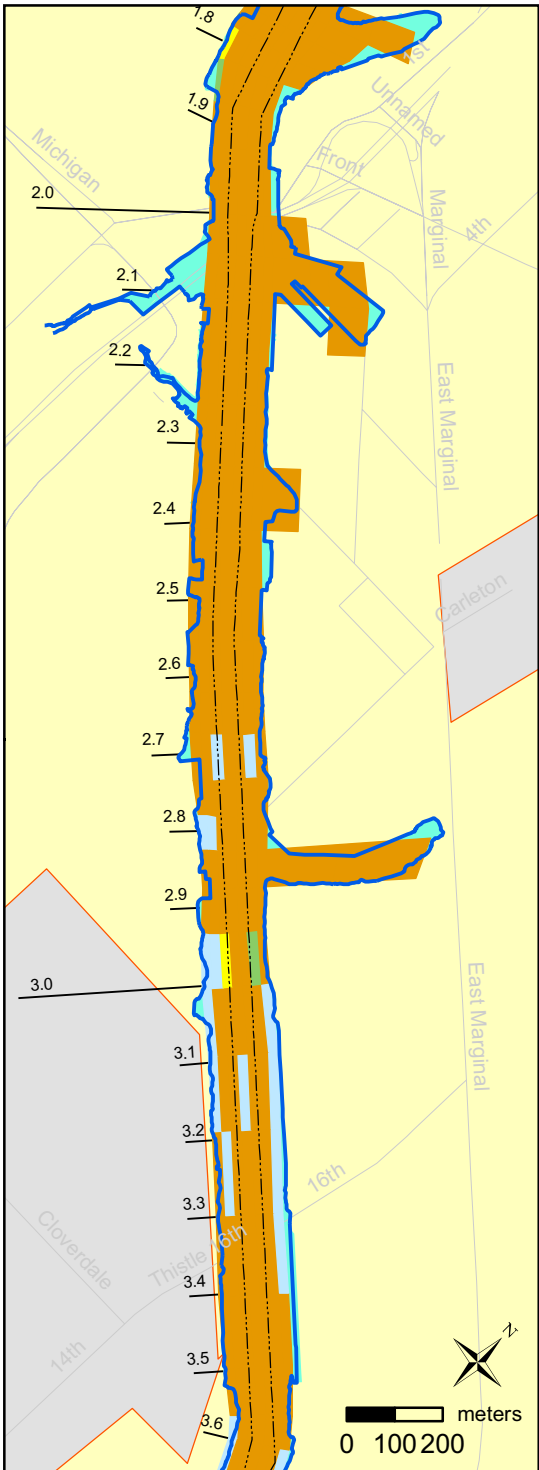 1.8
rst
1.9
Unnamed
Michigan
Front
2.0
Marginal
4th
2.1
2.2
East Marginal
2.3
2.4
2.5
Carleton
2.6
2.7
2.8
2.9
3.0
East Marginal
3.1
3.2
16th
3.3
Cloverdale
Thistle
16th
3.4
14th
3.5
3.6
N
meters
0 100 200